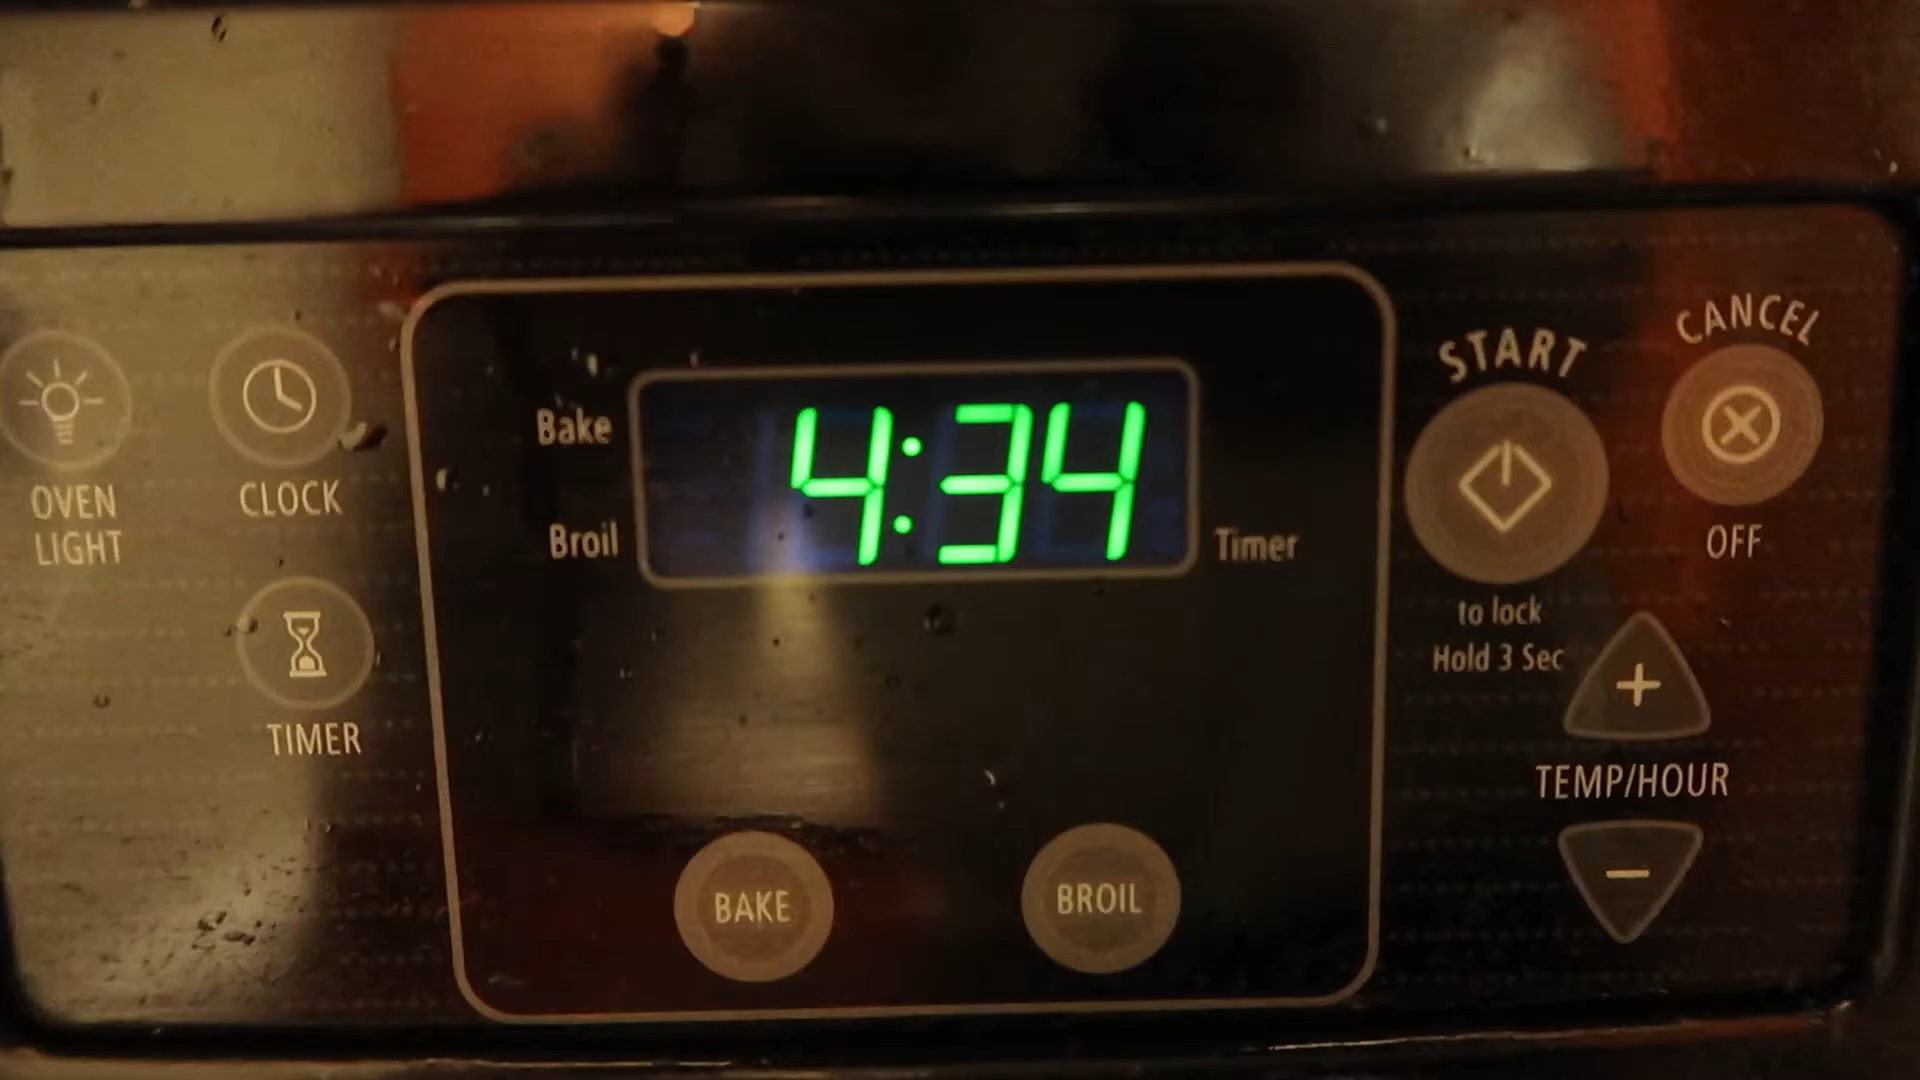 CANCEL
START
Bake
4:34
OVEN
LIGHT
CLOCK
Broil
Timer
OFF
to lock
Hold 3 Sec
+
TIMER
TEMP/HOUR
−
BAKE
BROIL